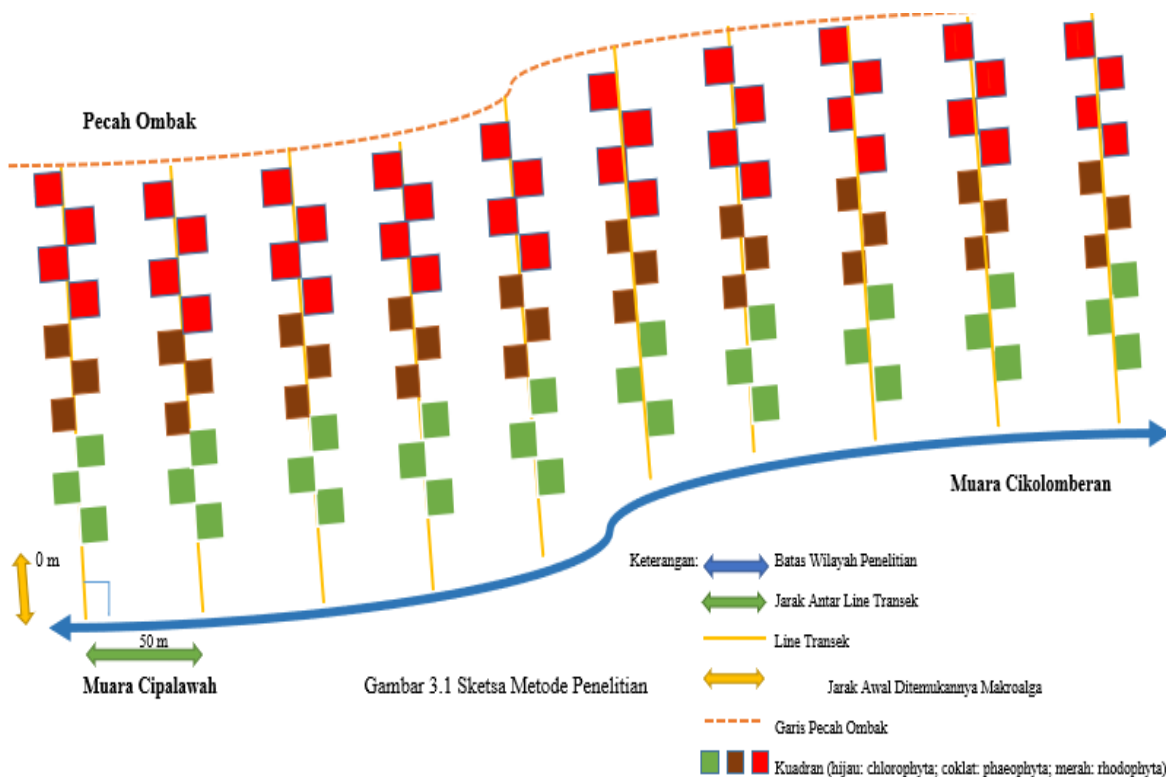 Pecah Ombak
Muara Cikolomberan
0 m
50 m
Muara Cipalawah
Gambar 3.1 Sketsa Metode Penelitian
Keterangan:
Batas Wilayah Penelitian
Jarak Antar Line Transek
Line Transek
Jarak Awal Ditemukannya Makroalga
Garis Pecah Ombak
Kuadran (hijau: chlorophyta; coklat: phaeophyta; merah: rhodophyta)